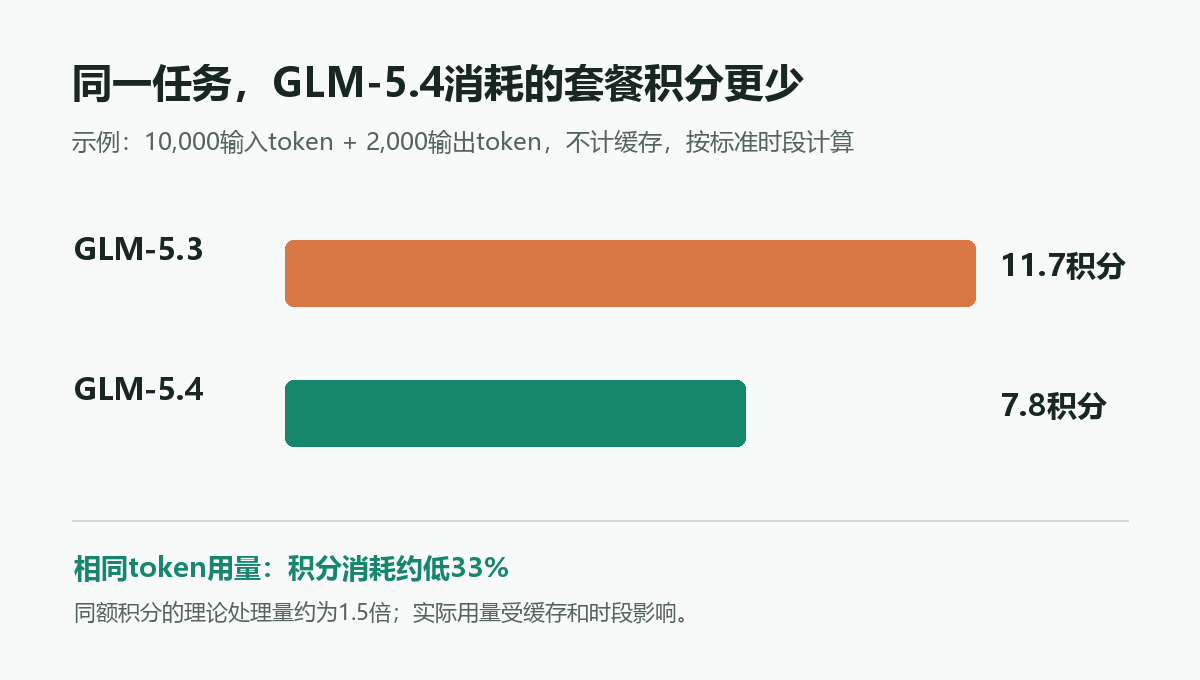 同一任务，GLM-5.4消耗的套餐积分更少
示例：10,000输入token + 2,000输出token，不计缓存，按标准时段计算
GLM-5.3
11.7积分
GLM-5.4
7.8积分
相同token用量：积分消耗约低33%
同额积分的理论处理量约为1.5倍；实际用量受缓存和时段影响。